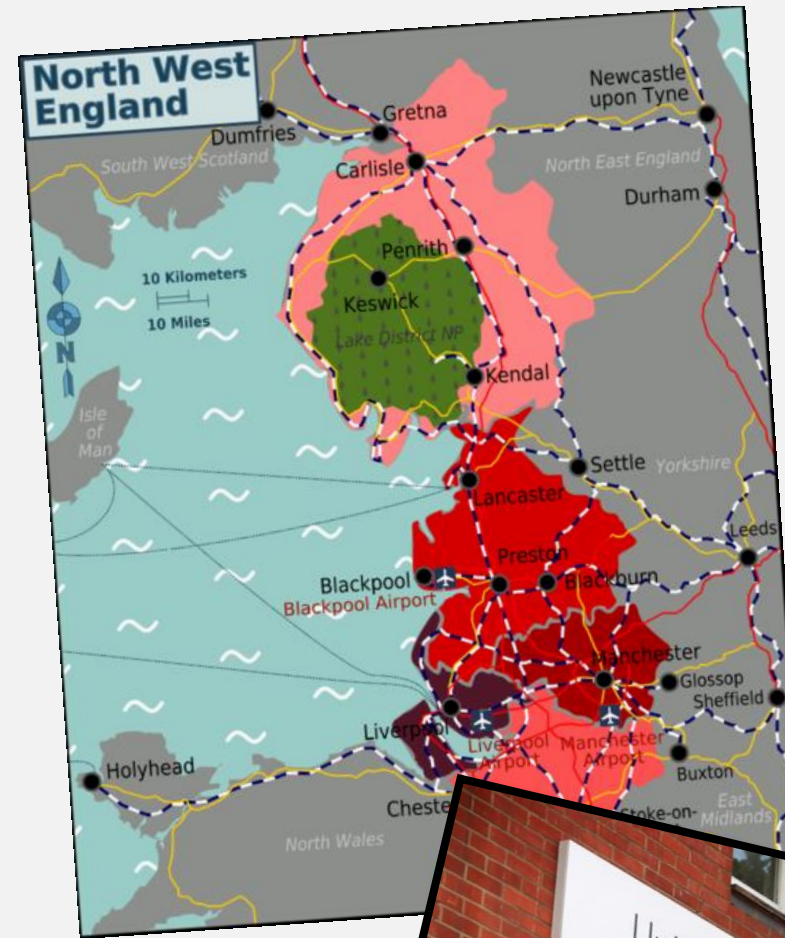 North West
England
Newcastle
upon Tyne
Gretna
Dumfries
South West Scotland
Carlisle
North East England
Durham
Penrith
10 Kilometers
10 Miles
Keswick
Lake District NP
N
Kendal
Isle
of
Man
Settle
Yorkshire
Lancaster
Leeds
Preston
Blackpool
Blackburn
Blackpool Airport
Manchester
Glossop
Sheffield
Liverpool
Liverpool
Airport
Manchester
Airport
Holyhead
Buxton
Cheste
Stoke-on-
East
Midlands
North Wales